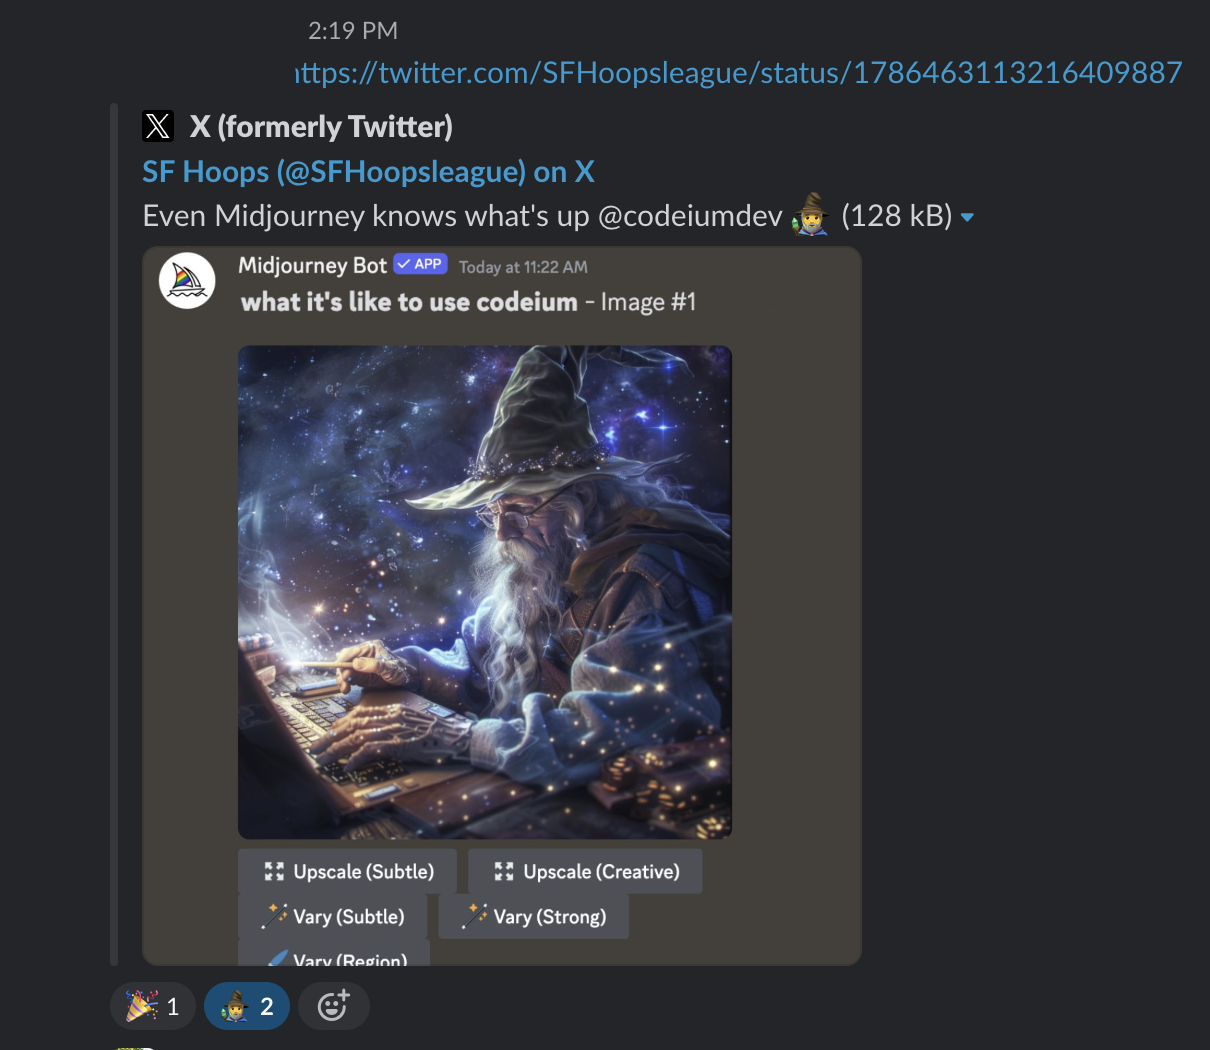 2:19 PM
https://twitter.com/SFHoopsleague/status/1786463113216409887
X (formerly Twitter)
SF Hoops (@SFHoopsleague) on X
Even Midjourney knows what's up @codeiumdev (128 kB)
Midjourney Bot APP Today at 11:22 AM
what it's like to use codeium - Image #1
Upscale (Subtle) Upscale (Creative)
Vary (Subtle) Vary (Strong)
Vary (Region)
1 2